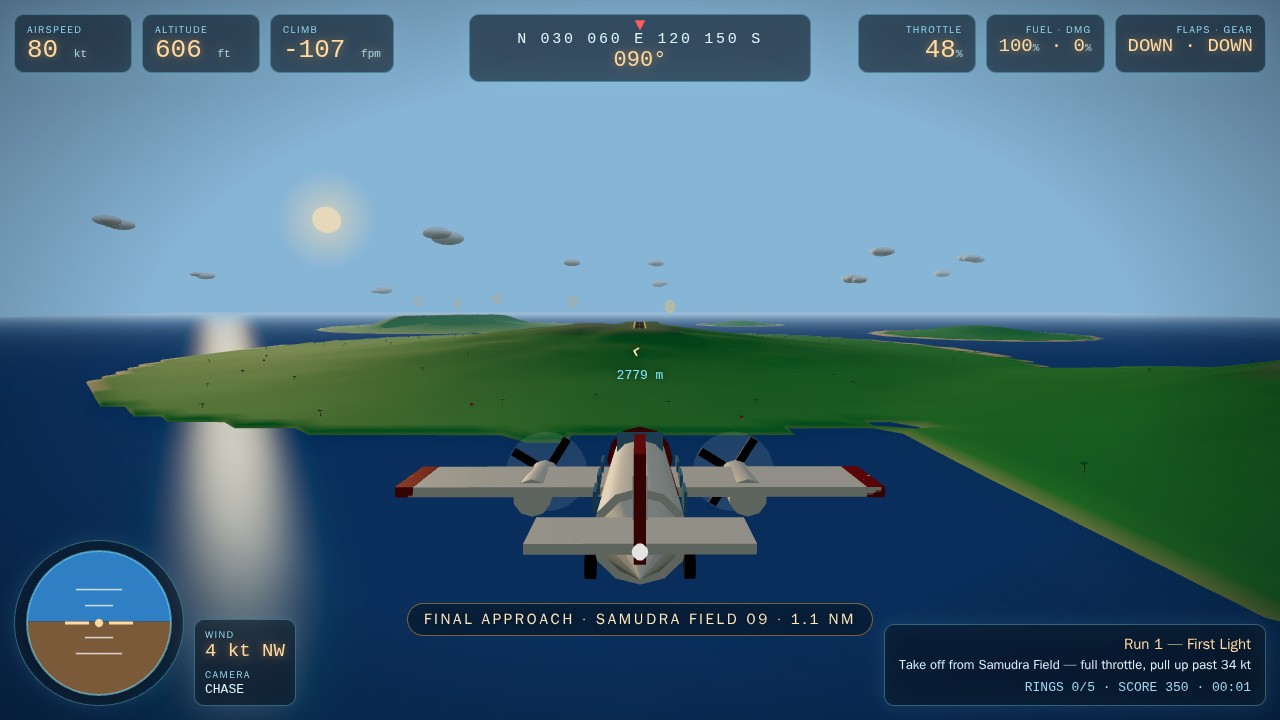 AIRSPEED
80 kt
ALTITUDE
606 ft
CLIMB
-107 fpm
N 030 060 E 120 150 S
090°
THROTTLE
48%
FUEL · DMG
100% · 0%
FLAPS · GEAR
DOWN · DOWN
2779 m
FINAL APPROACH · SAMUDRA FIELD 09 · 1.1 NM
WIND
4 kt NW
CAMERA
CHASE
Run 1 — First Light
Take off from Samudra Field — full throttle, pull up past 34 kt
RINGS 0/5 · SCORE 350 · 00:01